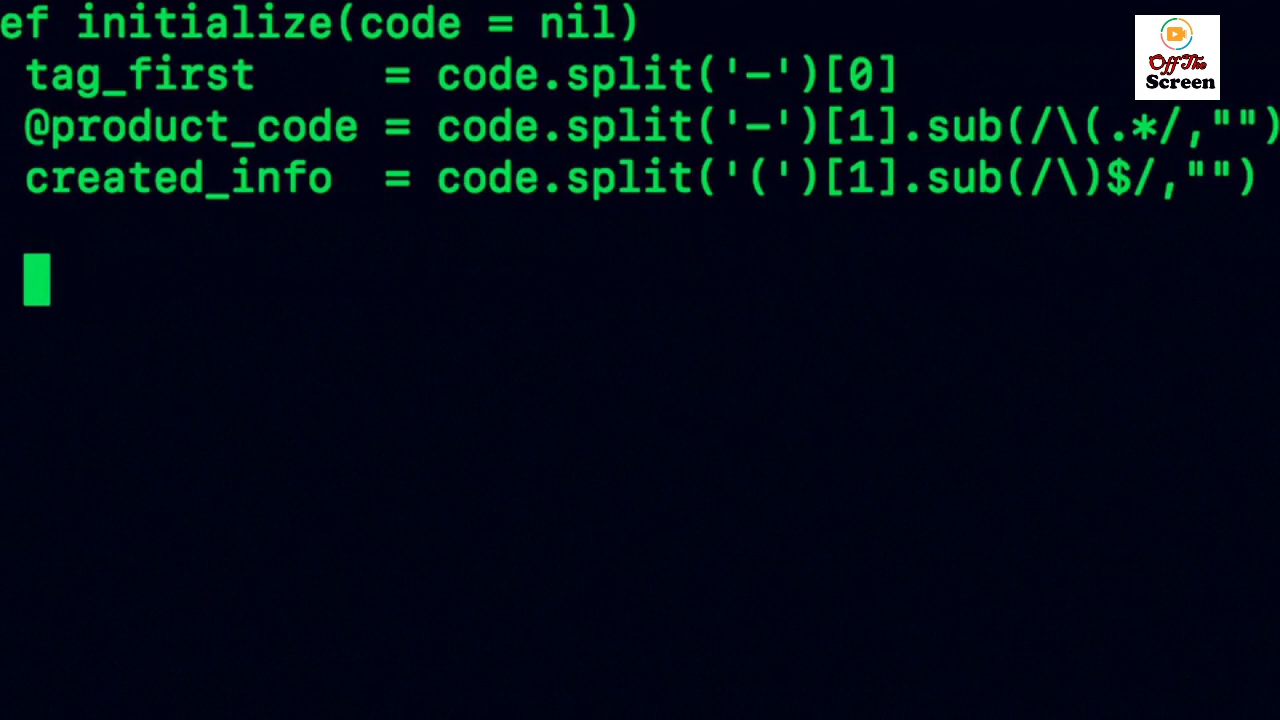 ef initialize(code = nil)
tag_first     = code.split('-')[0]
@product_code = code.split('-')[1].sub(/\(.*/,"")
created_info  = code.split('(')[1].sub(/\)$/,"")
Off The
Screen